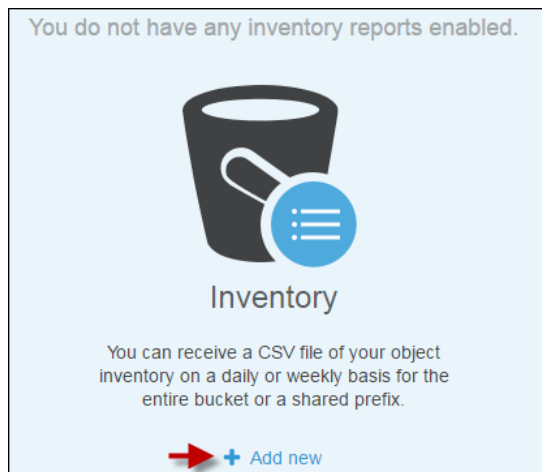 You do not have any inventory reports enabled.
Inventory
You can receive a CSV file of your object
inventory on a daily or weekly basis for the
entire bucket or a shared prefix.
+ Add new